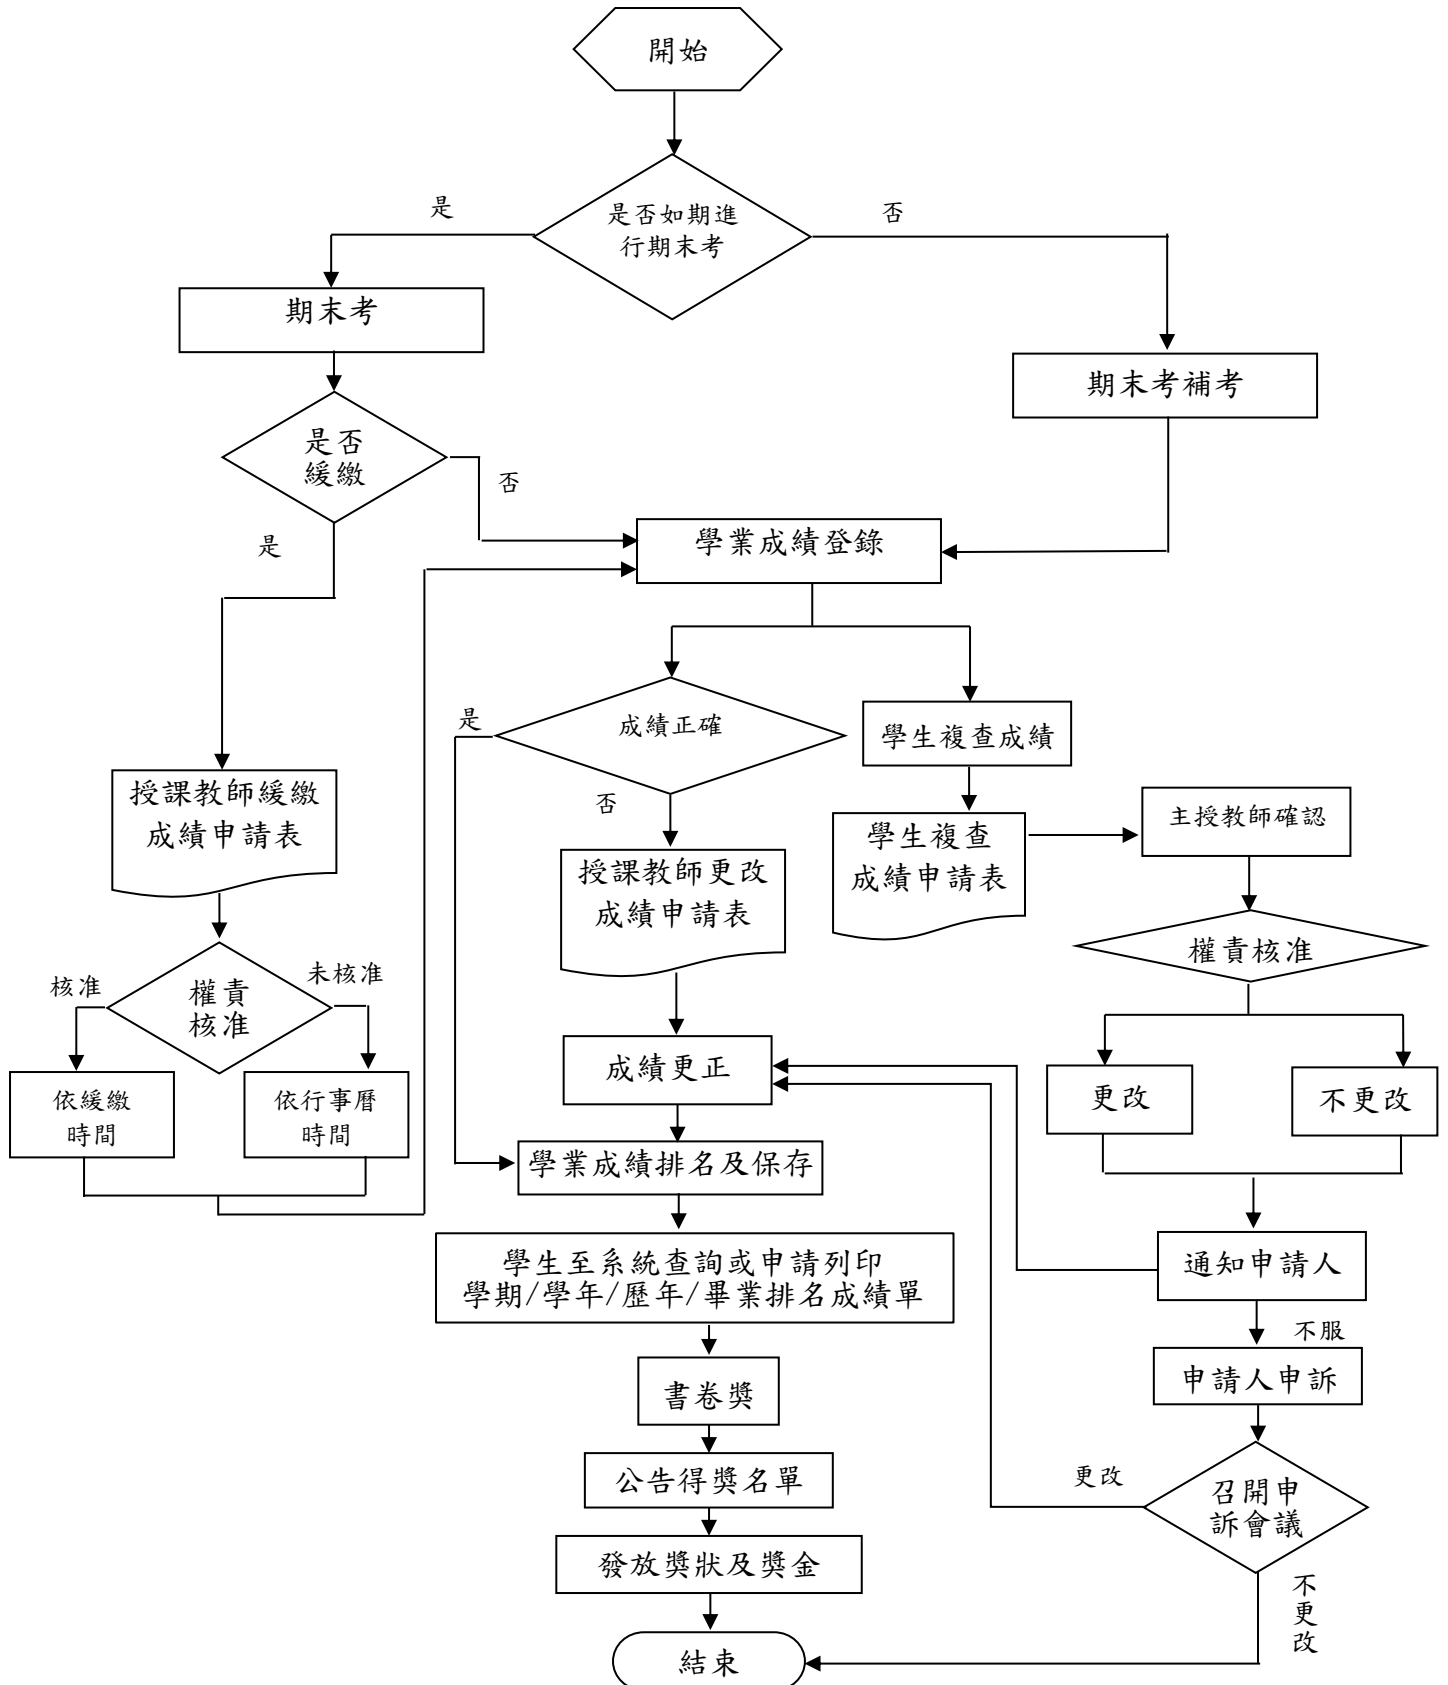 開始
是否如期進
行期末考
是
否
期末考
期末考補考
是否
緩繳
否
是
學業成績登錄
成績正確
是
否
學生複查成績
授課教師緩繳
成績申請表
學生複查
成績申請表
主授教師確認
授課教師更改
成績申請表
權責核准
權責
核准
核准
未核准
成績更正
更改
不更改
依緩繳
時間
依行事曆
時間
學業成績排名及保存
學生至系統查詢或申請列印
學期/學年/歷年/畢業排名成績單
通知申請人
不服
申請人申訴
書卷獎
公告得獎名單
更改
召開申
訴會議
發放獎狀及獎金
不
更
改
結束